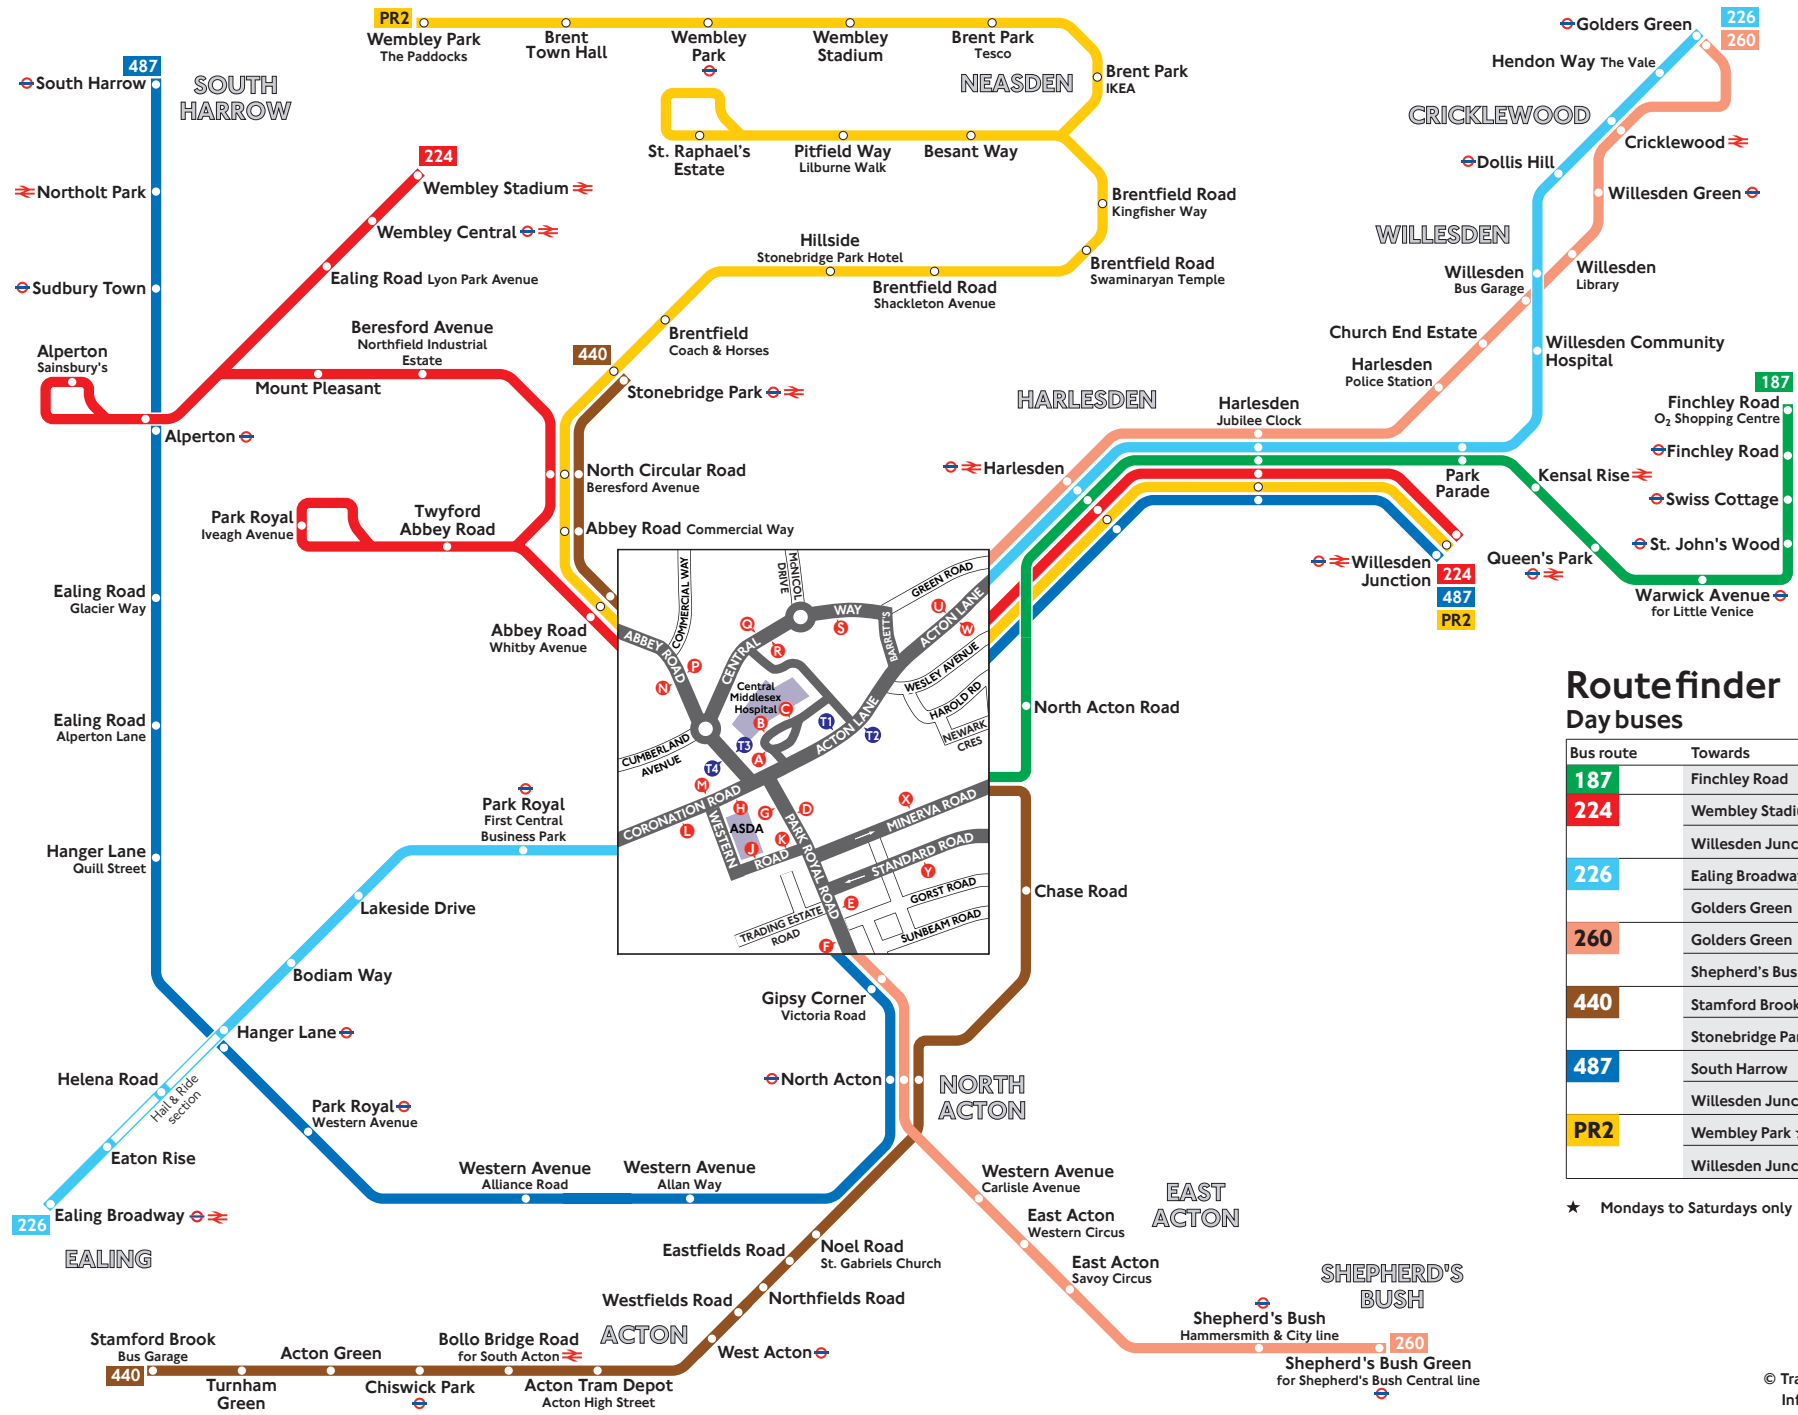 PR2
Wembley Park
The Paddocks
Brent
Town Hall
Wembley
Park
Wembley
Stadium
Brent Park
Tesco
NEASDEN
Brent Park
IKEA
St. Raphael's
Estate
Pitfield Way
Lilburne Walk
Besant Way
Brentfield Road
Kingfisher Way
Brentfield Road
Swaminaryan Temple
Hillside
Stonebridge Park Hotel
Brentfield Road
Shackleton Avenue
Brentfield
Coach & Horses
440
Stonebridge Park
North Circular Road
Beresford Avenue
Abbey Road Commercial Way
487
South Harrow
SOUTH
HARROW
Northolt Park
Sudbury Town
224
Wembley Stadium
Wembley Central
Ealing Road Lyon Park Avenue
Beresford Avenue
Northfield Industrial
Estate
Mount Pleasant
Alperton
Sainsbury's
Alperton
Park Royal
Iveagh Avenue
Twyford
Abbey Road
Abbey Road
Whitby Avenue
Ealing Road
Glacier Way
Ealing Road
Alperton Lane
Hanger Lane
Quill Street
Park Royal
First Central
Business Park
Lakeside Drive
Bodiam Way
Hanger Lane
Helena Road
Hail & Ride
section
Eaton Rise
226
Ealing Broadway
EALING
Park Royal
Western Avenue
Western Avenue
Alliance Road
Western Avenue
Allan Way
North Acton
NORTH
ACTON
Gipsy Corner
Victoria Road
Chase Road
North Acton Road
226
260
Golders Green
Hendon Way The Vale
CRICKLEWOOD
Cricklewood
Dollis Hill
Willesden Green
WILLESDEN
Willesden
Bus Garage
Willesden
Library
Church End Estate
Willesden Community
Hospital
Harlesden
Police Station
HARLESDEN
Harlesden
Jubilee Clock
Harlesden
Park
Parade
Kensal Rise
187
Finchley Road
O2 Shopping Centre
Finchley Road
Swiss Cottage
St. John's Wood
Queen's Park
Warwick Avenue
for Little Venice
Willesden
Junction
224
487
PR2
ABBEY ROAD
COMMERCIAL WAY
McNICOL
DRIVE
CENTRAL
WAY
GREEN ROAD
BARRETT'S
ACTON LANE
WESLEY AVENUE
HAROLD RD
NEWARK
CRES
Central
Middlesex
Hospital
ACTON LANE
CUMBERLAND
AVENUE
CORONATION ROAD
WESTERN
ROAD
ASDA
PARK ROYAL ROAD
MINERVA ROAD
STANDARD ROAD
GORST ROAD
SUNBEAM ROAD
TRADING ESTATE
ROAD
Q
R
S
U
W
P
N
C
B
A
T1
T2
T3
T4
M
L
H
G
D
K
J
X
Y
E
F
Western Avenue
Carlisle Avenue
East Acton
Western Circus
East Acton
Savoy Circus
EAST
ACTON
SHEPHERD'S
BUSH
Shepherd's Bush
Hammersmith & City line
260
Shepherd's Bush Green
for Shepherd's Bush Central line
Noel Road
St. Gabriels Church
Eastfields Road
Northfields Road
Westfields Road
ACTON
West Acton
Stamford Brook
Bus Garage
440
Turnham
Green
Acton Green
Chiswick Park
Bollo Bridge Road
for South Acton
Acton Tram Depot
Acton High Street
Route finder
Day buses
Bus route Towards
187 Finchley Road
224 Wembley Stadi
Willesden Junc
226 Ealing Broadway
Golders Green
260 Golders Green
Shepherd's Bus
440 Stamford Brook
Stonebridge Par
487 South Harrow
Willesden Junc
PR2 Wembley Park
Willesden Junc
★ Mondays to Saturdays only
© Tra
Inf